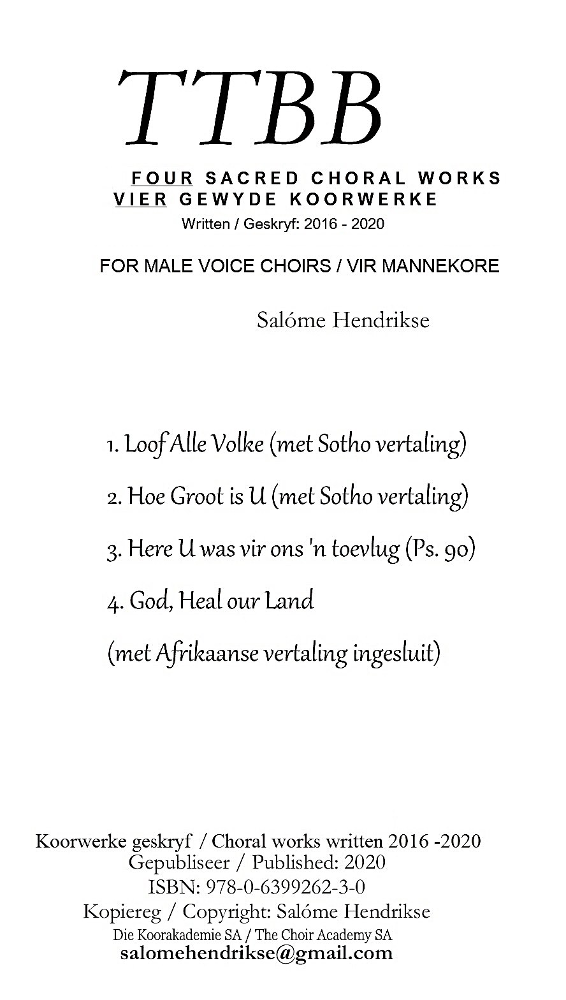 TTBB
FOUR SACRED CHORAL WORKS
VIER GEWYDE KOORWERKE
Written / Geskryf: 2016 - 2020
FOR MALE VOICE CHOIRS / VIR MANNEKORE
Salóme Hendrikse
1. Loof Alle Volke (met Sotho vertaling)
2. Hoe Groot is U (met Sotho vertaling)
3. Here U was vir ons 'n toevlug (Ps. 90)
4. God, Heal our Land
(met Afrikaanse vertaling ingesluit)
Koorwerke geskryf / Choral works written 2016 -2020
Gepubliseer / Published: 2020
ISBN: 978-0-6399262-3-0
Kopiereg / Copyright: Salóme Hendrikse
Die Koorakademie SA / The Choir Academy SA
salomehendrikse@gmail.com